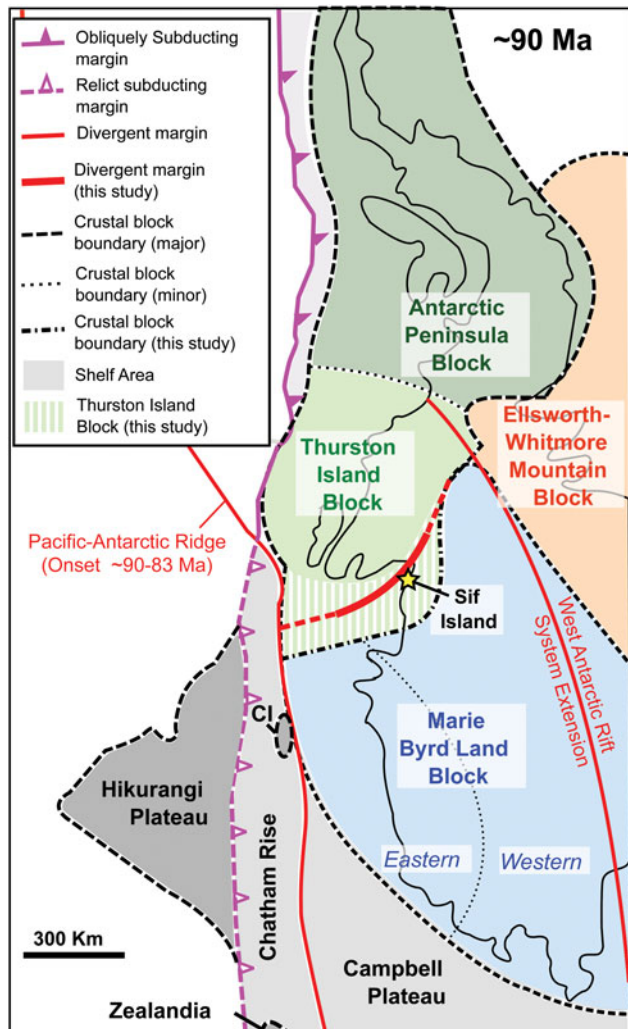 Obliquely Subducting
margin
Relict subducting
margin
Divergent margin
Divergent margin
(this study)
Crustal block
boundary (major)
Crustal block
boundary (minor)
Crustal block
boundary (this study)
Shelf Area
Thurston Island
Block (this study)
~90 Ma
Antarctic
Peninsula
Block
Ellsworth-
Whitmore
Mountain
Block
Thurston
Island
Block
Pacific-Antarctic Ridge
(Onset ~90-83 Ma)
Sif
Island
West Antarctic Rift
System Extension
CI
Marie
Byrd Land
Block
Hikurangi
Plateau
Chatham Rise
Eastern
Western
300 Km
Campbell
Plateau
Zealandia